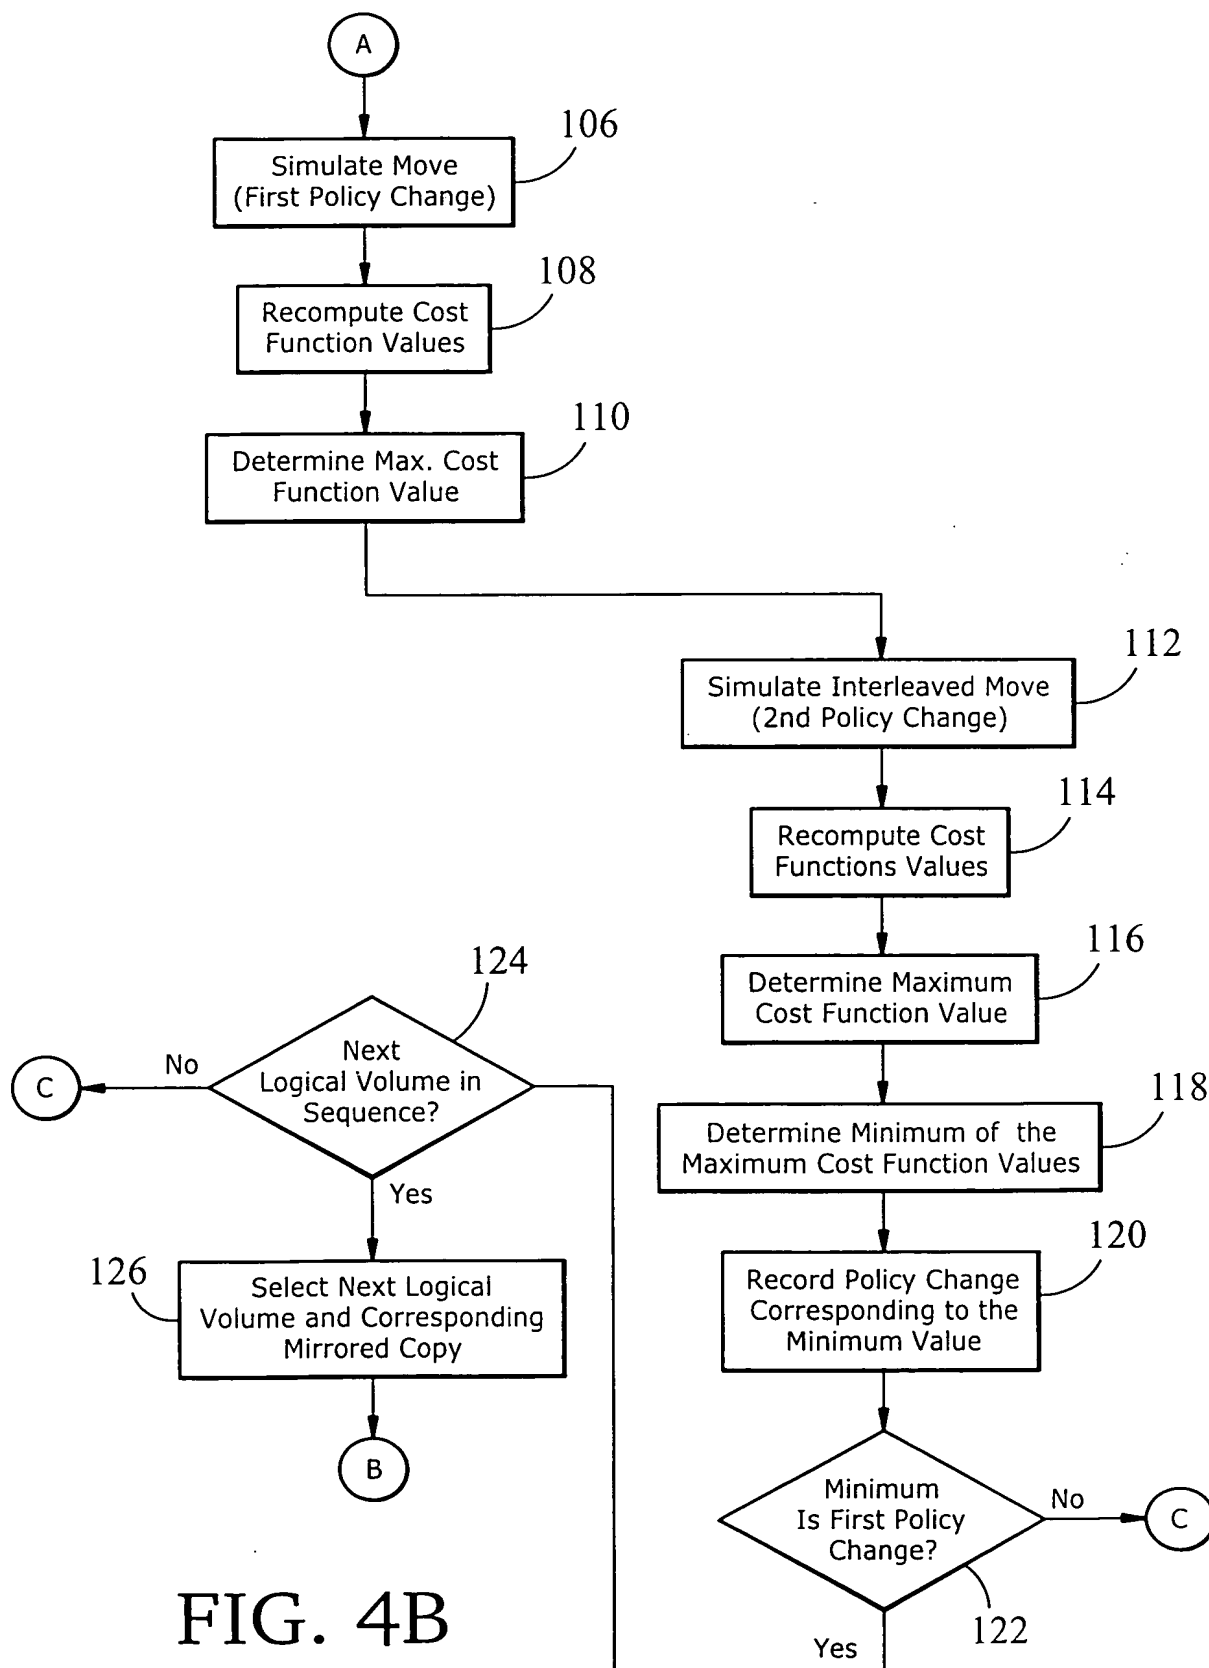 A
106
Simulate Move
(First Policy Change)
108
Recompute Cost
Function Values
110
Determine Max. Cost
Function Value
112
Simulate Interleaved Move
(2nd Policy Change)
114
Recompute Cost
Functions Values
116
Determine Maximum
Cost Function Value
118
Determine Minimum of the
Maximum Cost Function Values
120
Record Policy Change
Corresponding to the
Minimum Value
Minimum
Is First Policy
Change?
122
No
C
Yes
124
Next
Logical Volume in
Sequence?
No
C
Yes
126
Select Next Logical
Volume and Corresponding
Mirrored Copy
B
FIG. 4B